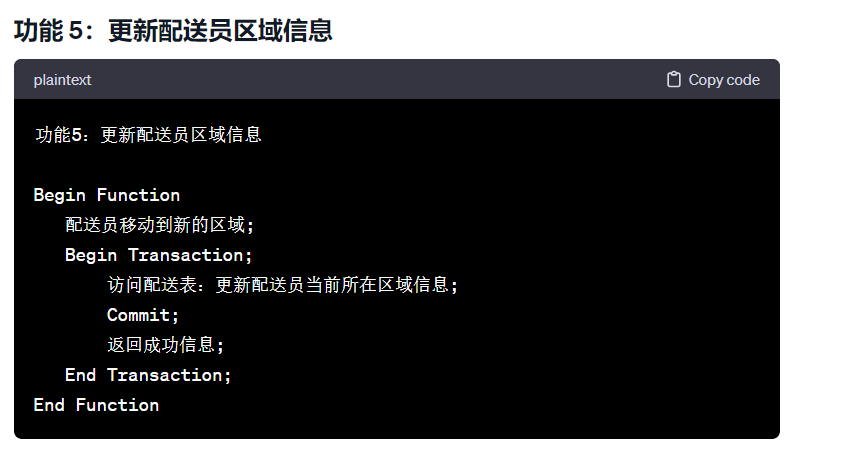 功能 5：更新配送员区域信息
plaintext
Copy code
功能5：更新配送员区域信息
Begin Function
配送员移动到新的区域;
Begin Transaction;
访问配送表：更新配送员当前所在区域信息;
Commit;
返回成功信息;
End Transaction;
End Function